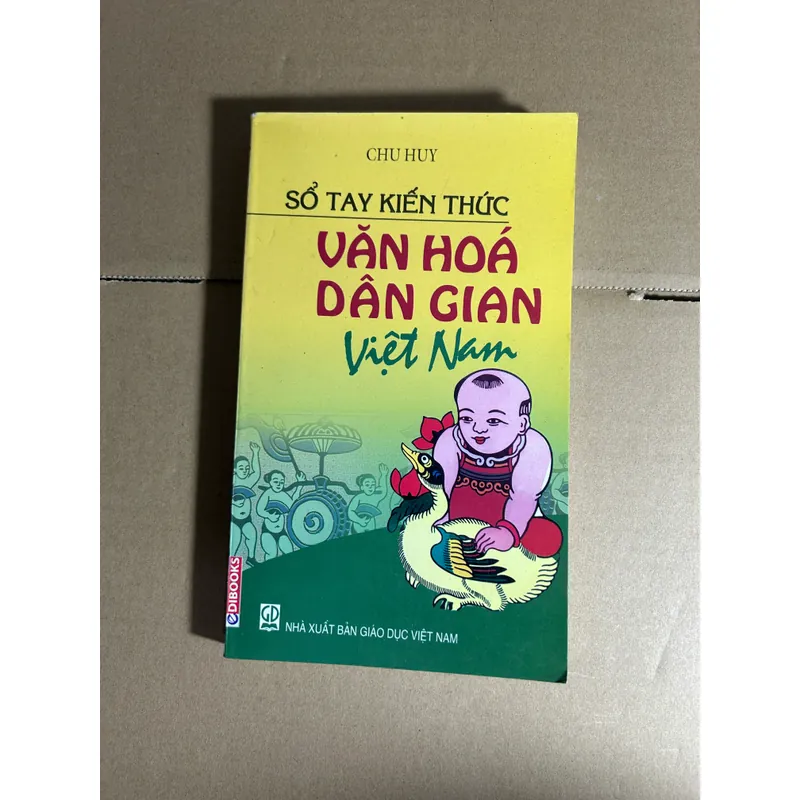 CHU HUY
SỔ TAY KIẾN THỨC
VĂN HOÁ
DÂN GIAN
Việt Nam
EDIBOOKS
GD
NHÀ XUẤT BẢN GIÁO DỤC VIỆT NAM